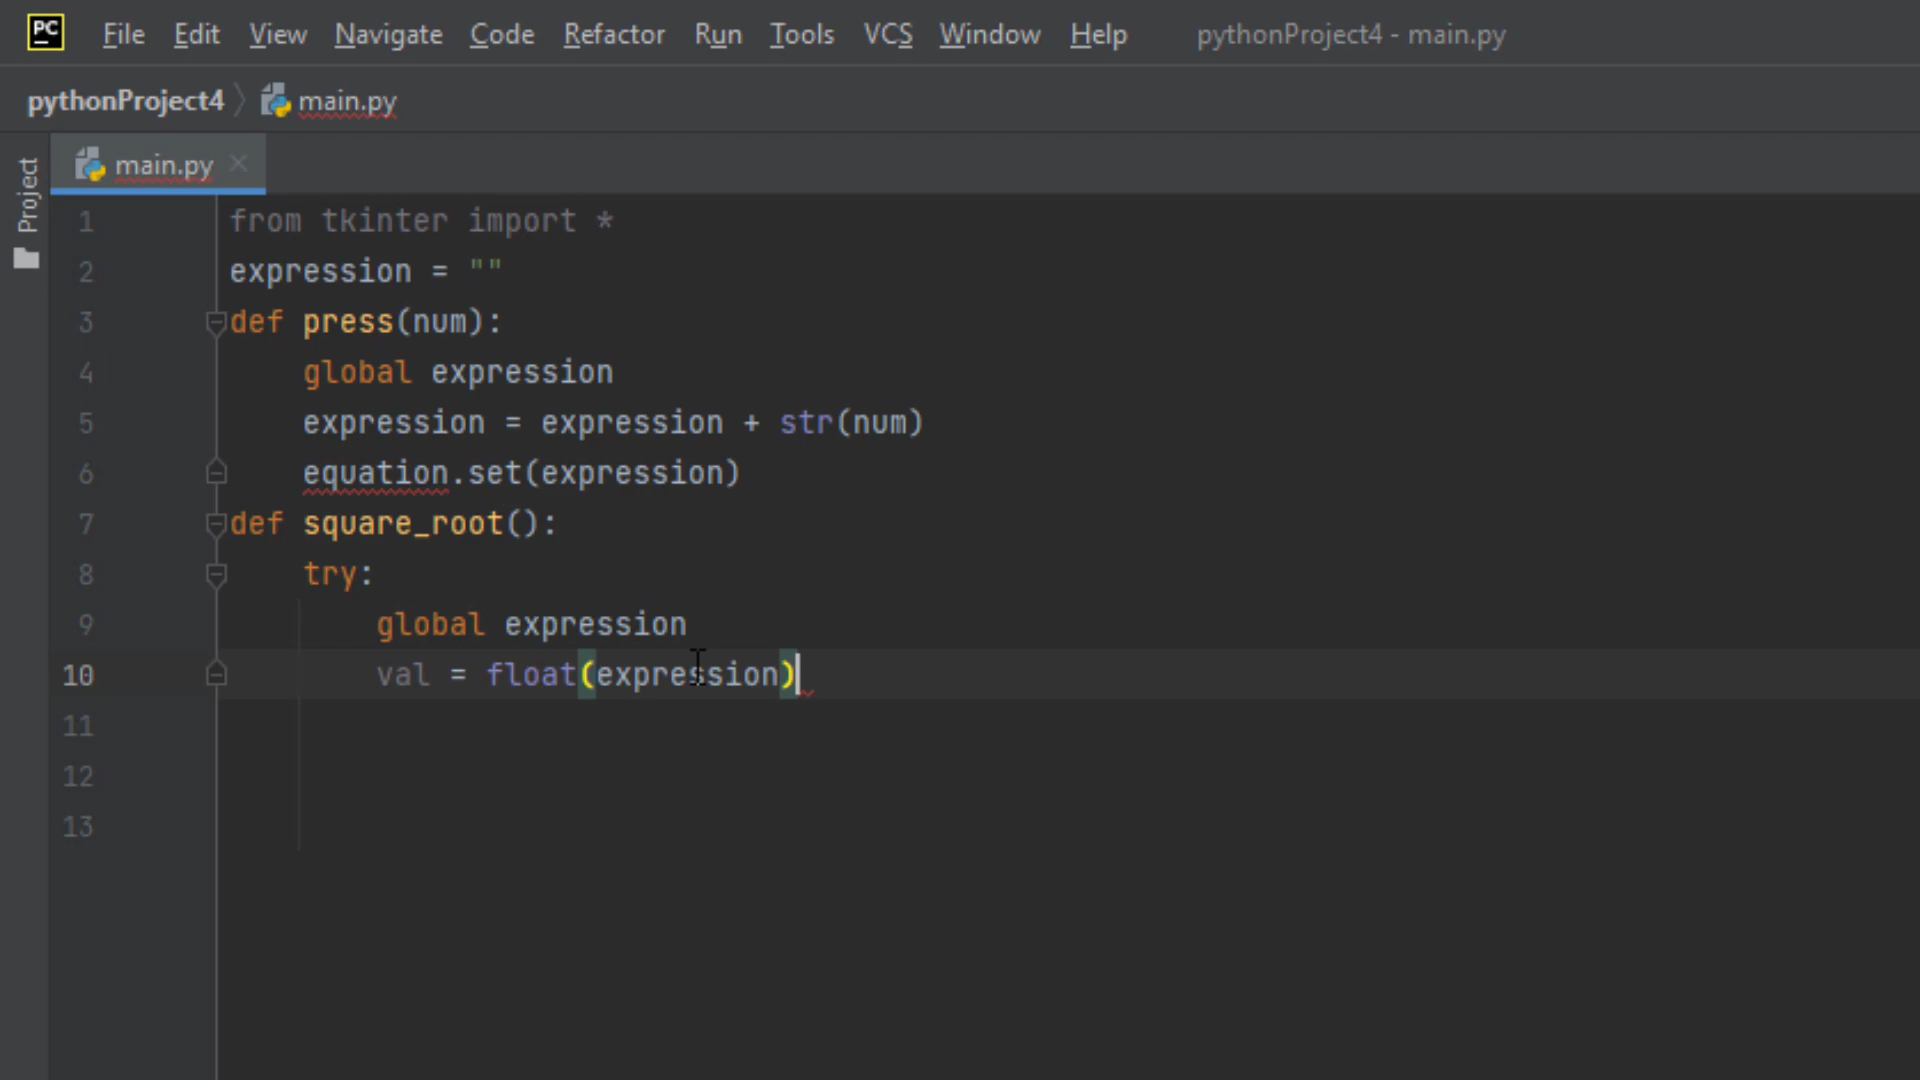 PC File Edit View Navigate Code Refactor Run Tools VCS Window Help pythonProject4 - main.py
pythonProject4 main.py
Project
main.py
1 from tkinter import *
2 expression = ""
3 def press(num):
4 global expression
5 expression = expression + str(num)
6 equation.set(expression)
7 def square_root():
8 try:
9 global expression
10 val = float(expression)
11
12
13